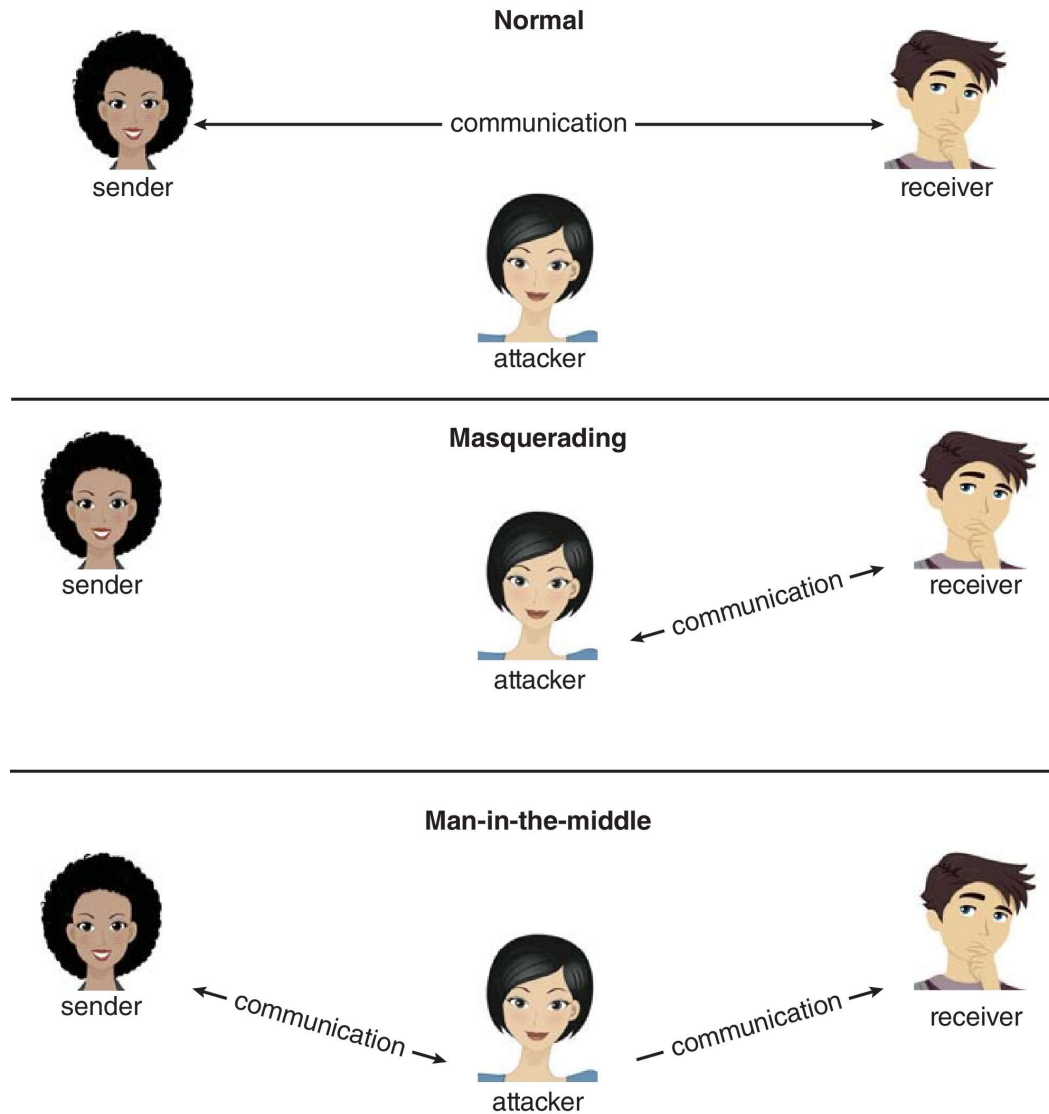 Normal
communication
sender
receiver
attacker
Masquerading
sender
communication
receiver
attacker
Man-in-the-middle
sender
communication
communication
receiver
attacker